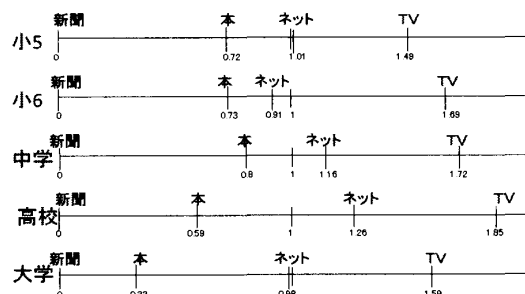 新聞 本 ネット TV
小5
0 0.72 1.01 1.49
新聞 本 ネット TV
小6
0 0.73 0.91 1 1.69
新聞 本 ネット TV
中学
0 0.8 1 1.16 1.72
新聞 本 ネット TV
高校
0 0.59 1 1.26 1.85
新聞 本 ネット TV
大学
0 0.98 1.59